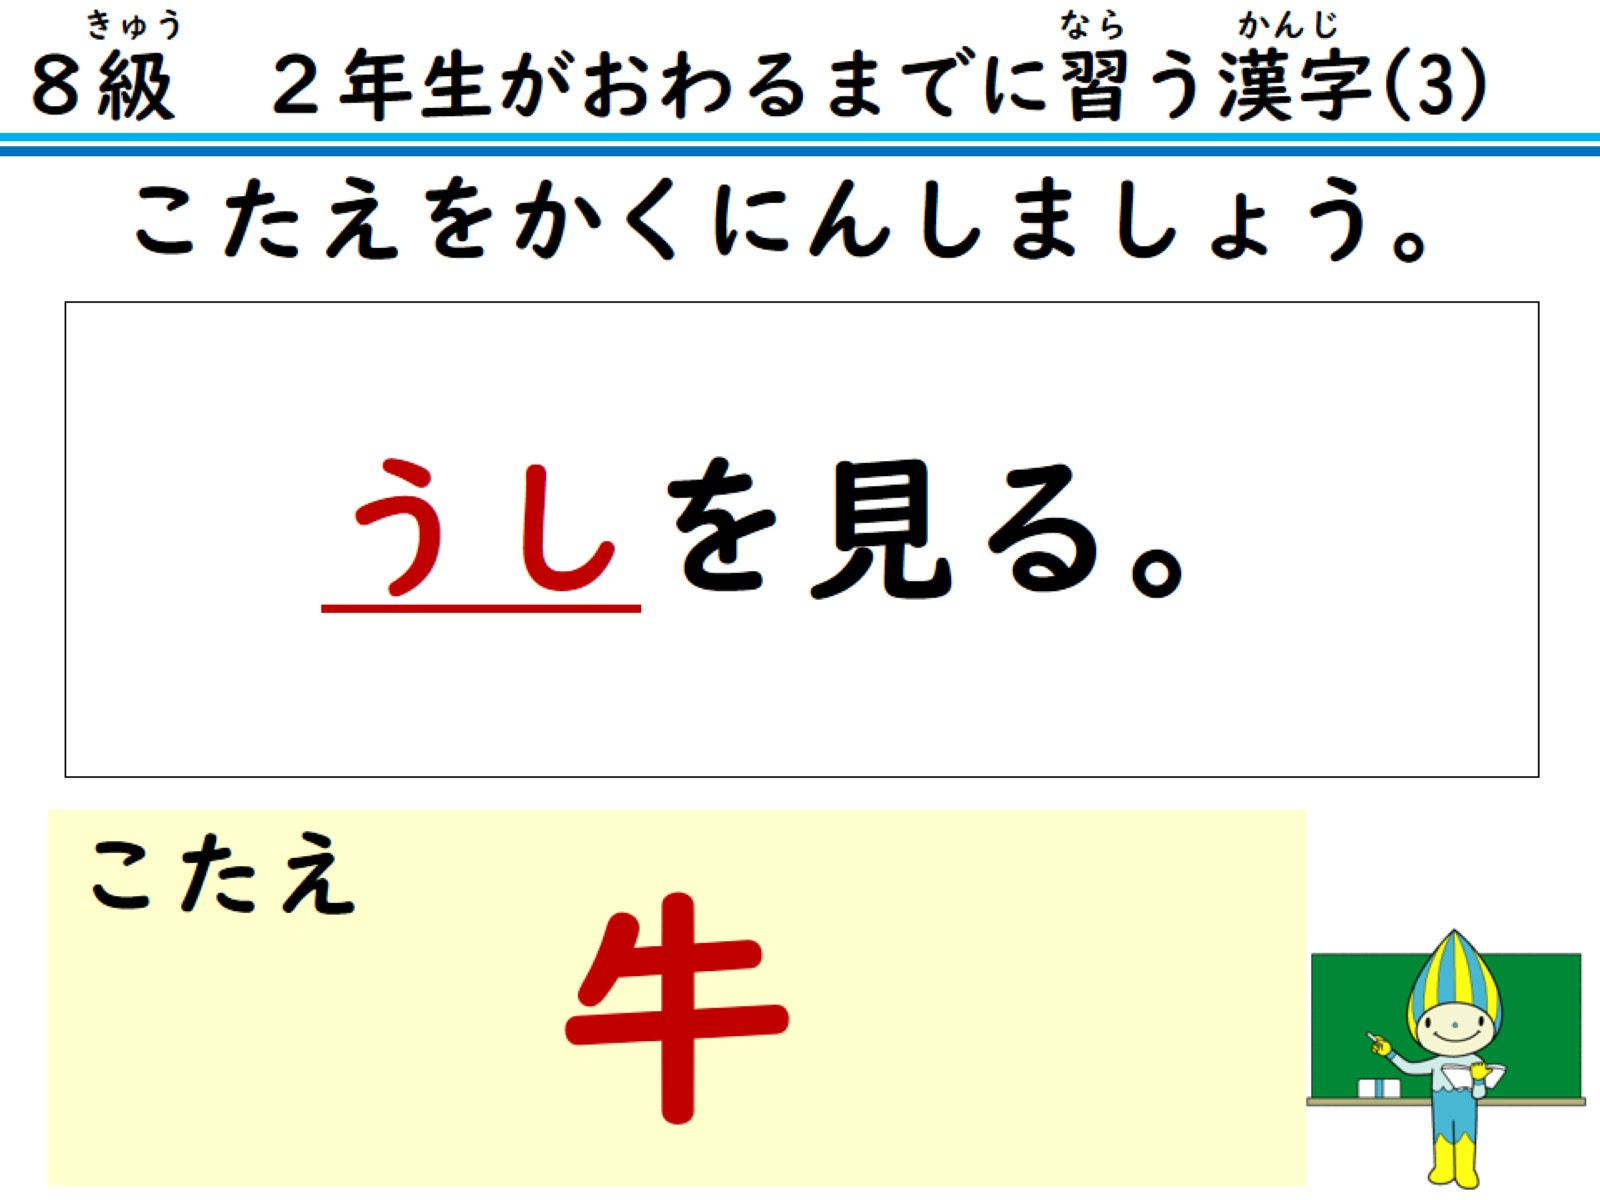 きゅう なら かんじ
８級　２年生がおわるまでに習う漢字(3)
こたえをかくにんしましょう。
うしを見る。
こたえ
牛